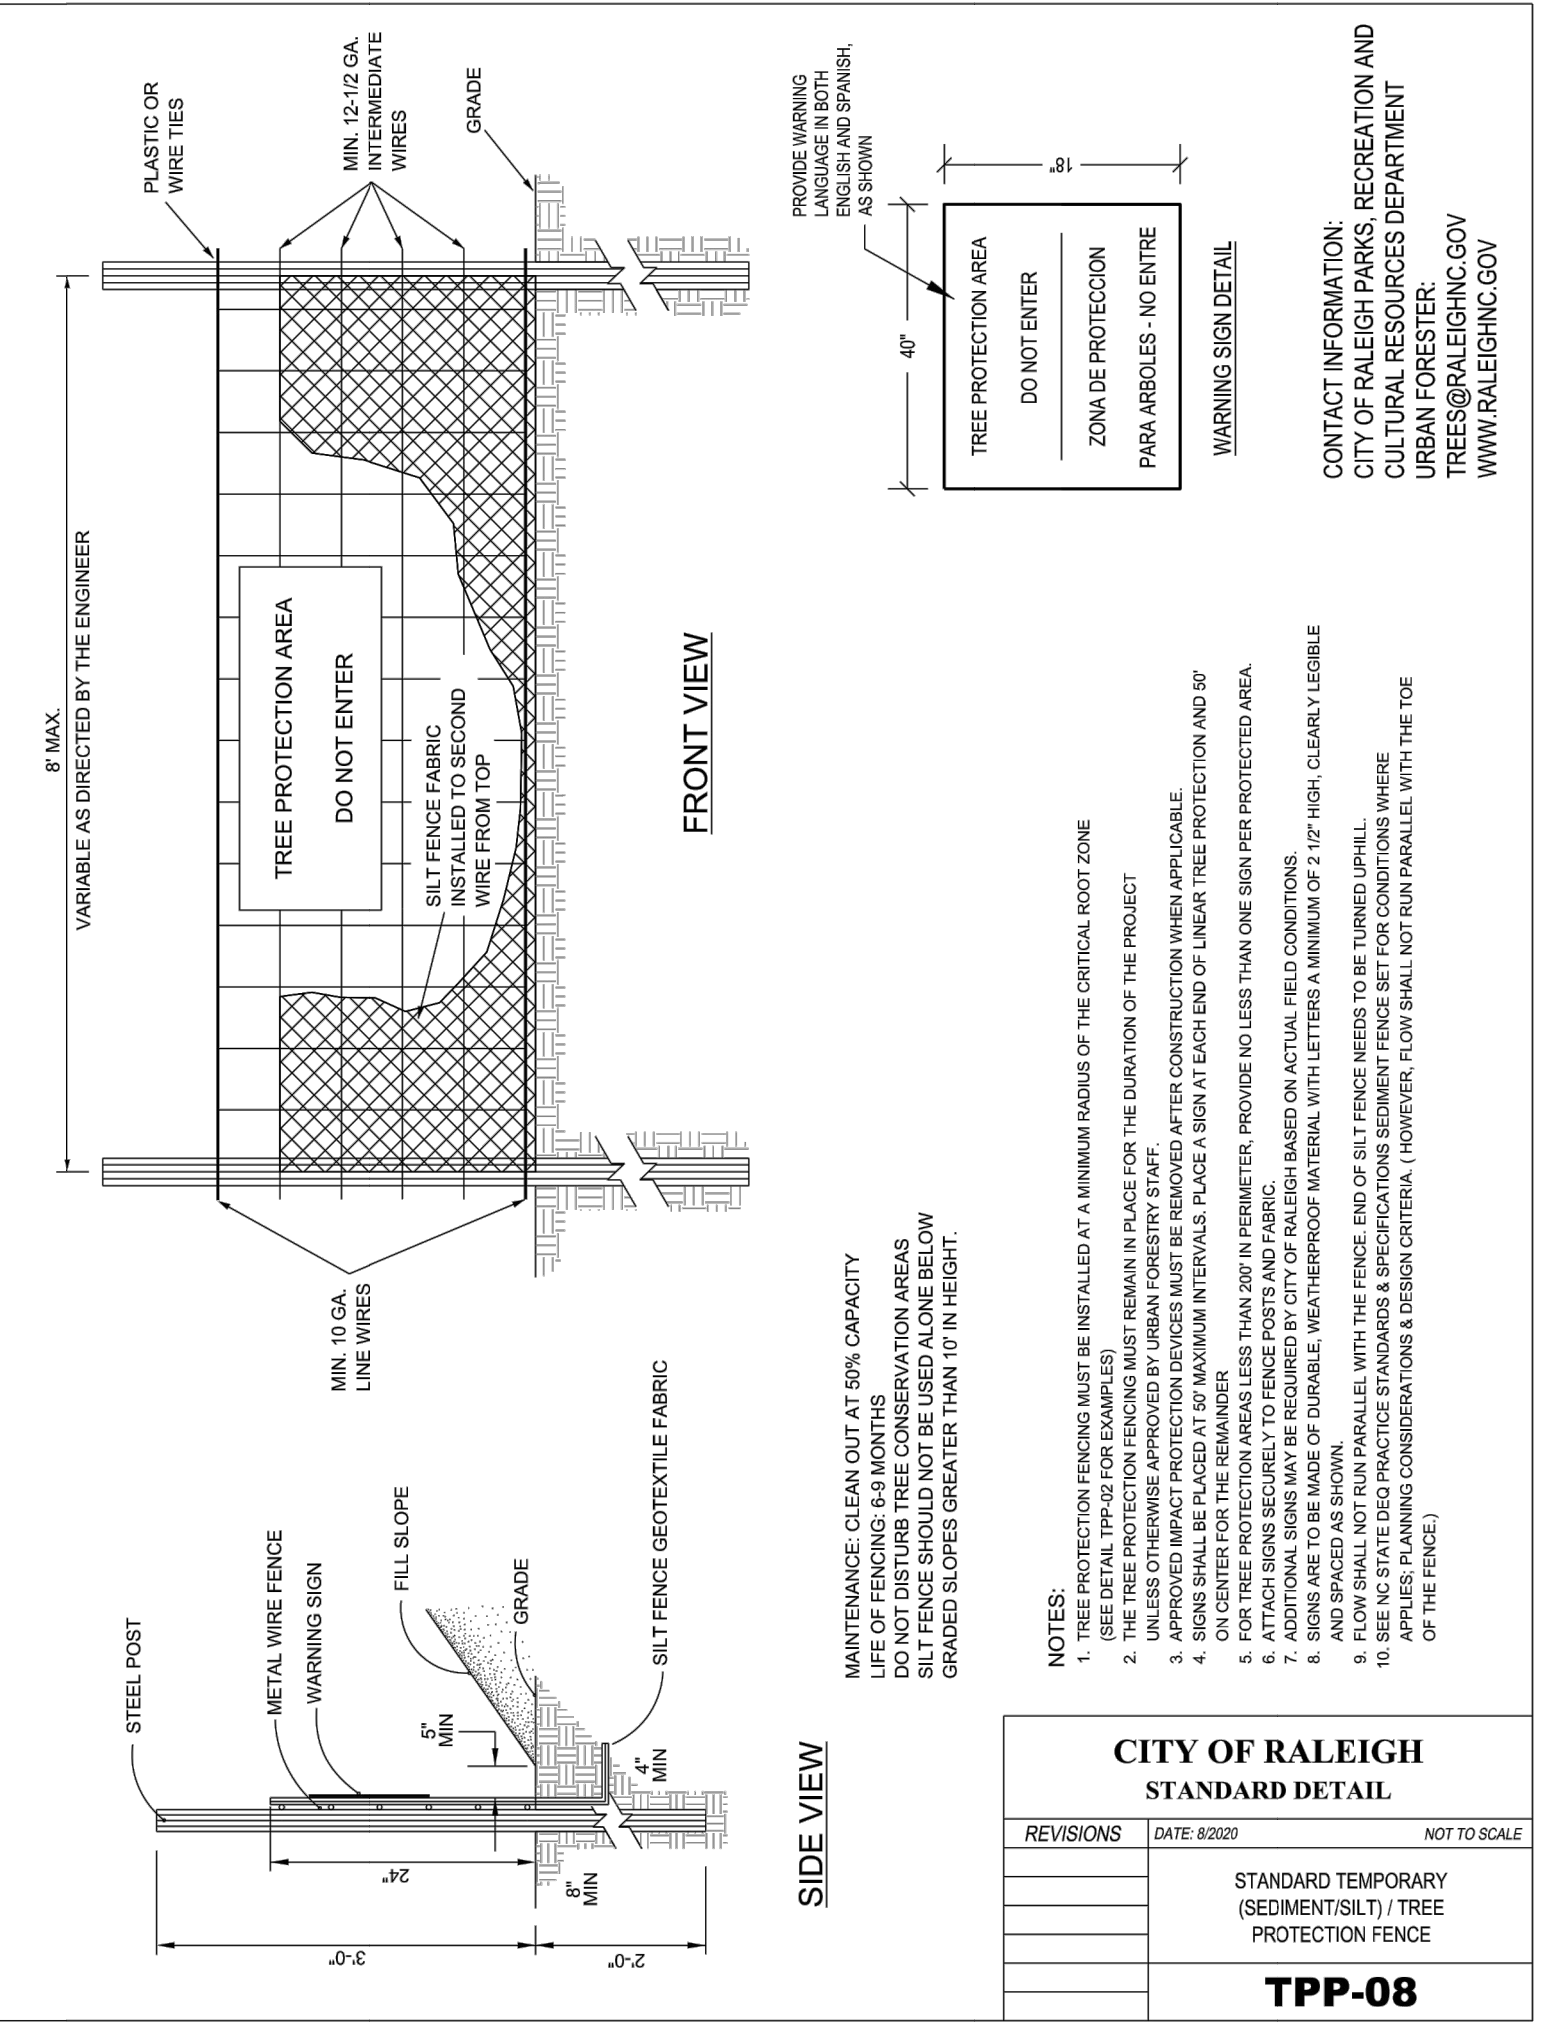 8' MAX.
VARIABLE AS DIRECTED BY THE ENGINEER
PLASTIC OR
WIRE TIES
MIN. 12-1/2 GA.
INTERMEDIATE
WIRES
GRADE
MIN. 10 GA.
LINE WIRES
TREE PROTECTION AREA
DO NOT ENTER
SILT FENCE FABRIC
INSTALLED TO SECOND
WIRE FROM TOP
FRONT VIEW
STEEL POST
METAL WIRE FENCE
WARNING SIGN
FILL SLOPE
GRADE
SILT FENCE GEOTEXTILE FABRIC
5"
MIN
4"
MIN
8"
MIN
24"
3'-0"
2'-0"
SIDE VIEW
MAINTENANCE: CLEAN OUT AT 50% CAPACITY
LIFE OF FENCING: 6-9 MONTHS
DO NOT DISTURB TREE CONSERVATION AREAS
SILT FENCE SHOULD NOT BE USED ALONE BELOW
GRADED SLOPES GREATER THAN 10' IN HEIGHT.
PROVIDE WARNING
LANGUAGE IN BOTH
ENGLISH AND SPANISH,
AS SHOWN
40"
18"
TREE PROTECTION AREA
DO NOT ENTER
ZONA DE PROTECCION
PARA ARBOLES - NO ENTRE
WARNING SIGN DETAIL
NOTES:
1. TREE PROTECTION FENCING MUST BE INSTALLED AT A MINIMUM RADIUS OF THE CRITICAL ROOT ZONE
(SEE DETAIL TPP-02 FOR EXAMPLES)
2. THE TREE PROTECTION FENCING MUST REMAIN IN PLACE FOR THE DURATION OF THE PROJECT
UNLESS OTHERWISE APPROVED BY URBAN FORESTRY STAFF.
3. APPROVED IMPACT PROTECTION DEVICES MUST BE REMOVED AFTER CONSTRUCTION WHEN APPLICABLE.
4. SIGNS SHALL BE PLACED AT 50' MAXIMUM INTERVALS. PLACE A SIGN AT EACH END OF LINEAR TREE PROTECTION AND 50'
ON CENTER FOR THE REMAINDER
5. FOR TREE PROTECTION AREAS LESS THAN 200' IN PERIMETER, PROVIDE NO LESS THAN ONE SIGN PER PROTECTED AREA.
6. ATTACH SIGNS SECURELY TO FENCE POSTS AND FABRIC.
7. ADDITIONAL SIGNS MAY BE REQUIRED BY CITY OF RALEIGH BASED ON ACTUAL FIELD CONDITIONS.
8. SIGNS ARE TO BE MADE OF DURABLE, WEATHERPROOF MATERIAL WITH LETTERS A MINIMUM OF 2 1/2" HIGH, CLEARLY LEGIBLE
AND SPACED AS SHOWN.
9. FLOW SHALL NOT RUN PARALLEL WITH THE FENCE. END OF SILT FENCE NEEDS TO BE TURNED UPHILL.
10. SEE NC STATE DEQ PRACTICE STANDARDS & SPECIFICATIONS SEDIMENT FENCE SET FOR CONDITIONS WHERE
APPLIES; PLANNING CONSIDERATIONS & DESIGN CRITERIA. ( HOWEVER, FLOW SHALL NOT RUN PARALLEL WITH THE TOE
OF THE FENCE.)
CONTACT INFORMATION:
CITY OF RALEIGH PARKS, RECREATION AND
CULTURAL RESOURCES DEPARTMENT
URBAN FORESTER:
TREES@RALEIGHNC.GOV
WWW.RALEIGHNC.GOV
CITY OF RALEIGH
STANDARD DETAIL
REVISIONS
DATE: 8/2020
NOT TO SCALE
STANDARD TEMPORARY
(SEDIMENT/SILT) / TREE
PROTECTION FENCE
TPP-08